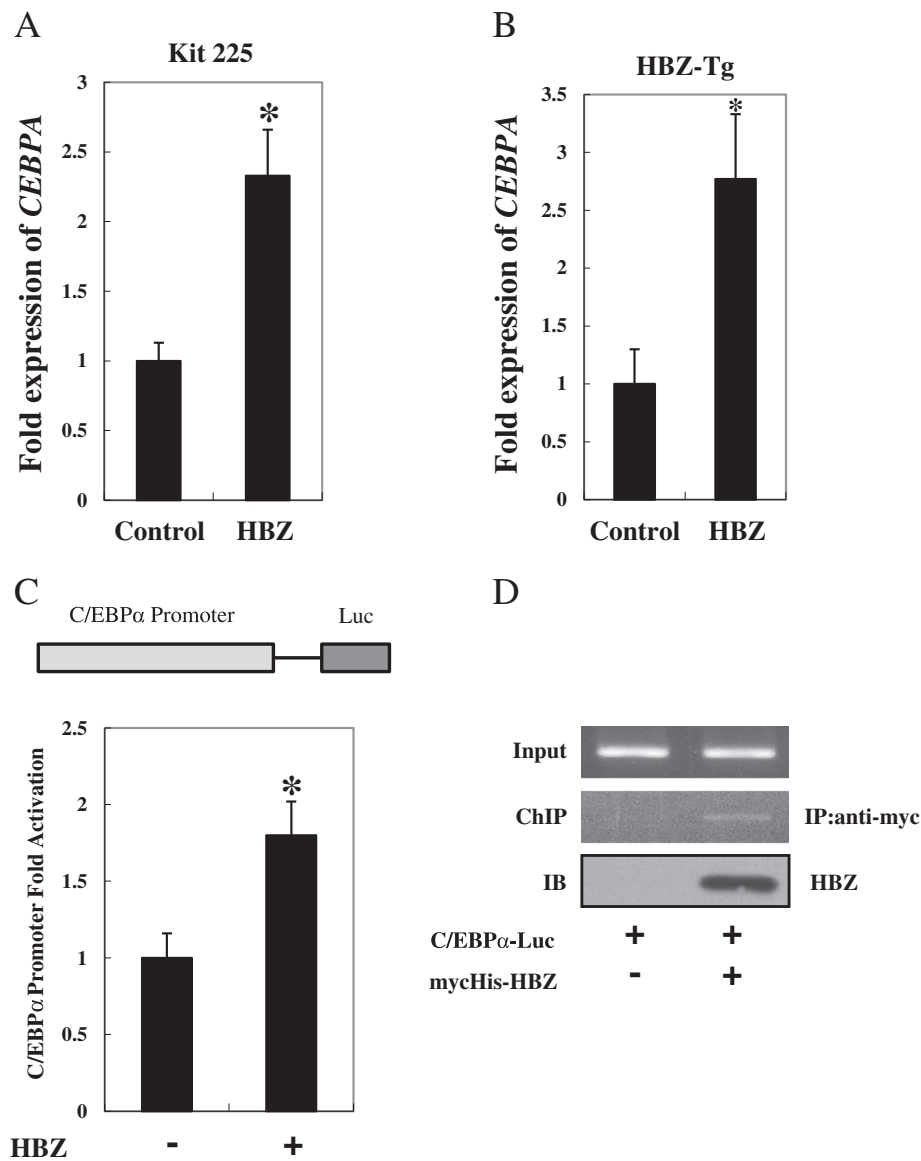 A
Kit 225
Fold expression of CEBPA
3
2.5
2
1.5
1
0.5
0
*
Control HBZ
B
HBZ-Tg
Fold expression of CEBPA
3.5
3
2.5
2
1.5
1
0.5
0
*
Control HBZ
C
C/EBPα Promoter Luc
C/EBPα Promoter Fold Activation
2.5
2
1.5
1
0.5
0
*
HBZ - +
D
Input
ChIP IP:anti-myc
IB HBZ
C/EBPα-Luc + +
mycHis-HBZ - +